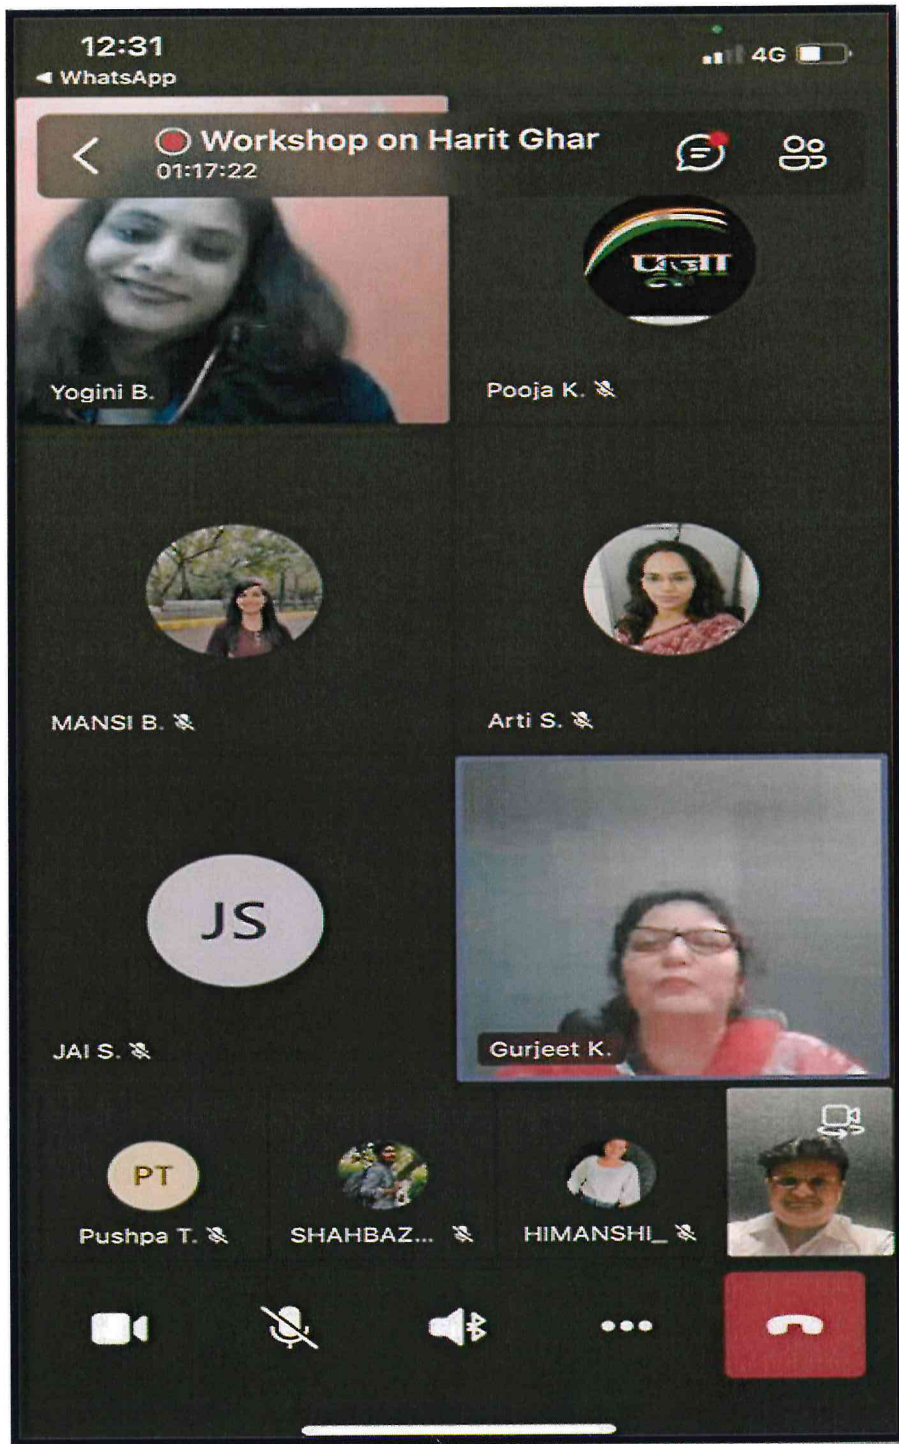 12:31
4G
◀ WhatsApp
Workshop on Harit Ghar
01:17:22
पूजा
Yogini B.
Pooja K.
MANSI B.
Arti S.
JS
JAI S.
Gurjeet K.
PT
Pushpa T.
SHAHBAZ...
HIMANSHI_